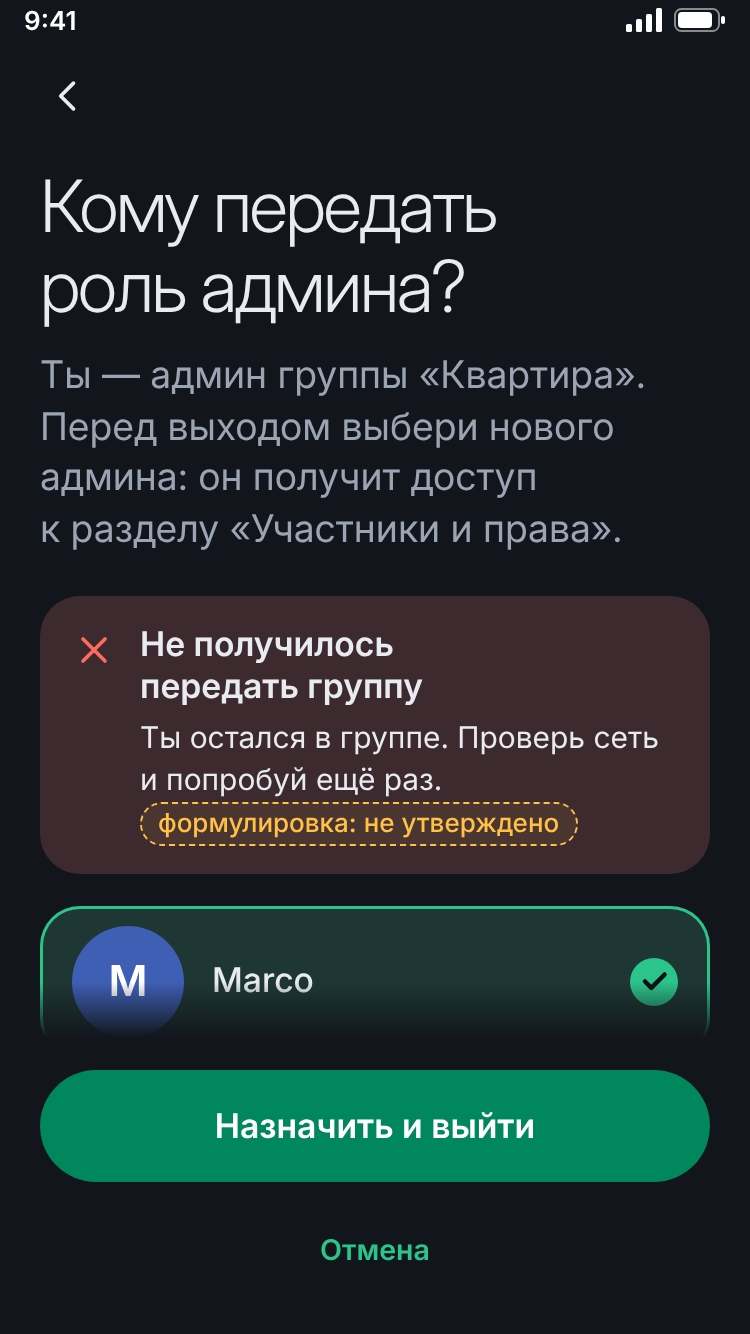 9:41
Кому передать
роль админа?
Ты — админ группы «Квартира».
Перед выходом выбери нового
админа: он получит доступ
к разделу «Участники и права».
Не получилось
передать группу
Ты остался в группе. Проверь сеть
и попробуй ещё раз.
формулировка: не утверждено
M
Marco
Назначить и выйти
Отмена